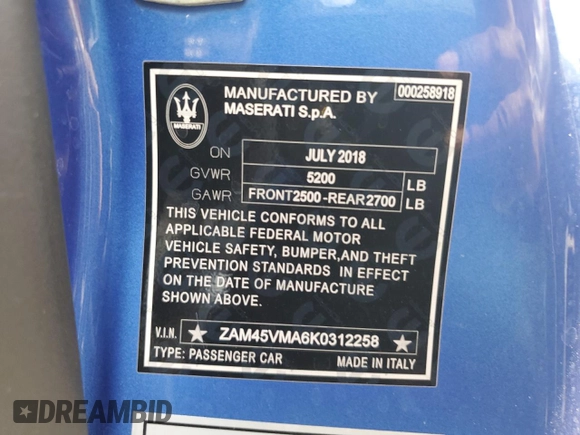 MANUFACTURED BY 000258918
MASERATI S.p.A.
MASERATI
ON JULY 2018
GVWR 5200 LB
GAWR FRONT2500-REAR2700 LB
THIS VEHICLE CONFORMS TO ALL
APPLICABLE FEDERAL MOTOR
VEHICLE SAFETY, BUMPER,AND THEFT
PREVENTION STANDARDS IN EFFECT
ON THE DATE OF MANUFACTURE
SHOWN ABOVE.
V.I.N. ★ ZAM45VMA6K0312258 ★
TYPE: PASSENGER CAR MADE IN ITALY
DREAMBID